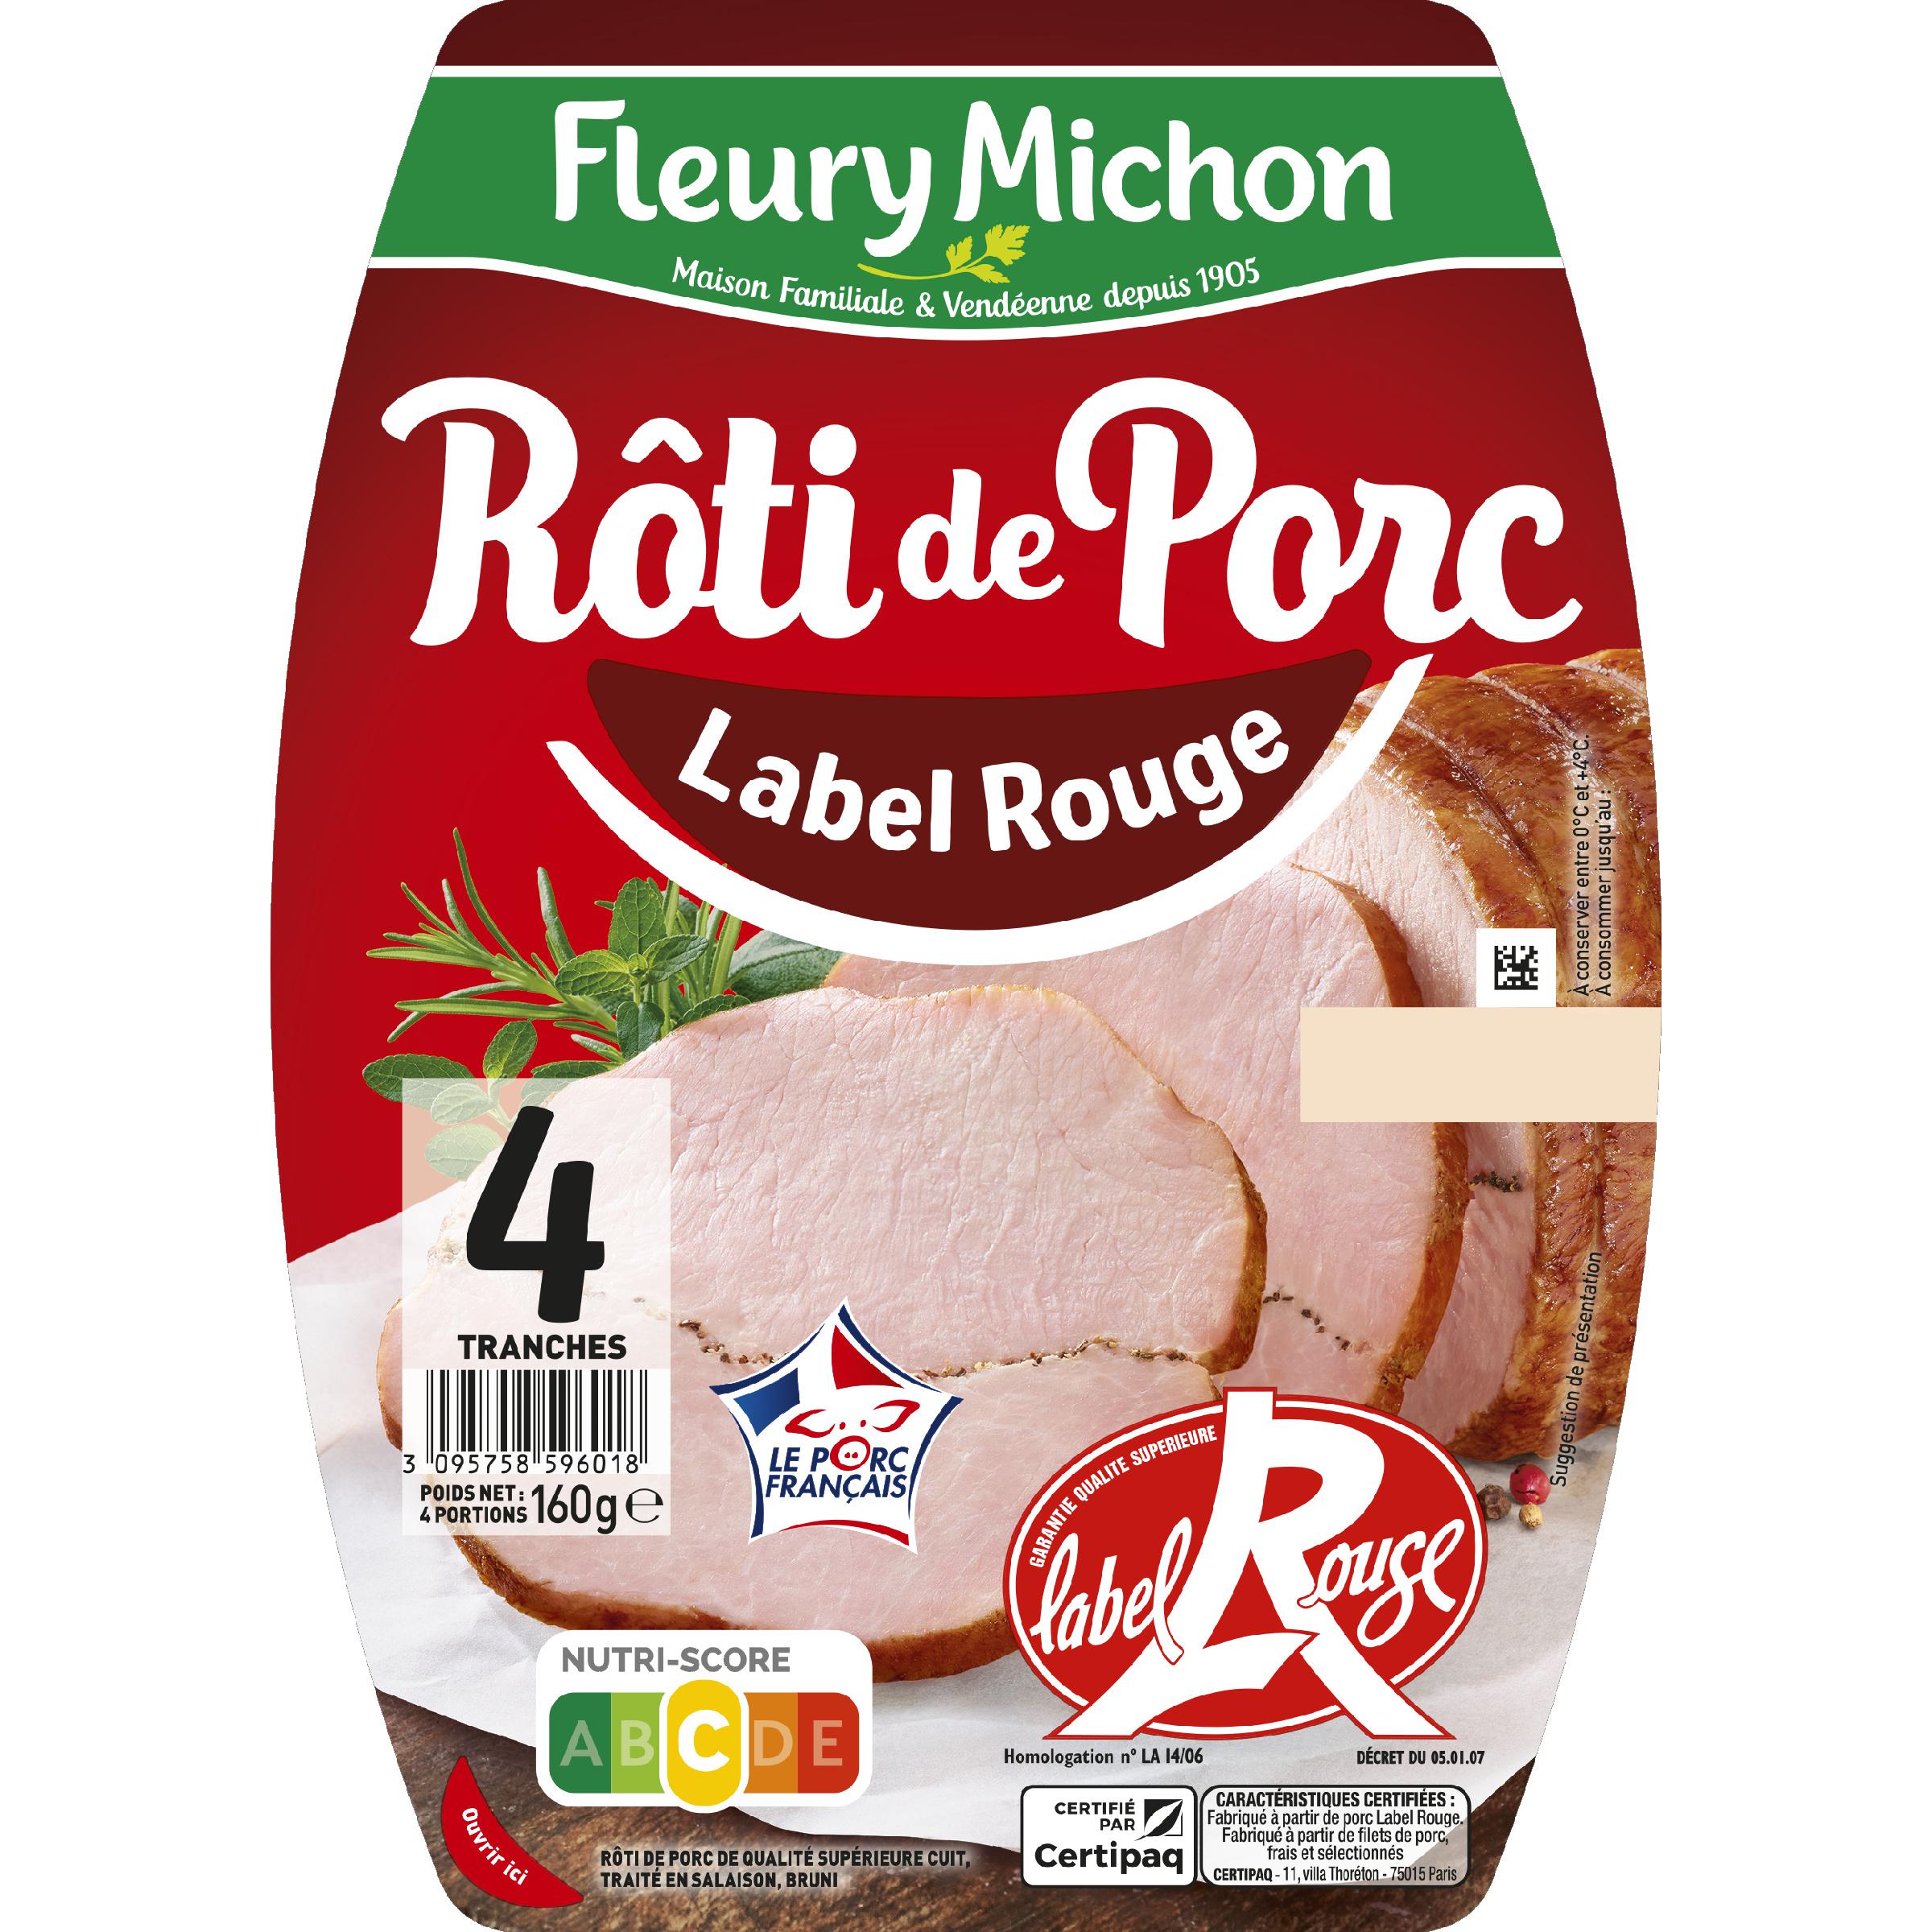 Fleury Michon
Maison Familiale & Vendéenne depuis 1905
Rôti de Porc
Label Rouge
À conserver entre 0°C et +4°C.
À consommer jusqu'au :
4
TRANCHES
3 095758 596018
POIDS NET :
4 PORTIONS
160g e
LE PORC
FRANÇAIS
Suggestion de présentation
GARANTIE QUALITE SUPERIEURE
label Rouge
Homologation n° LA 14/06
DÉCRET DU 05.01.07
NUTRI-SCORE
A B C D E
Ouvrir ici
RÔTI DE PORC DE QUALITÉ SUPÉRIEURE CUIT,
TRAITÉ EN SALAISON, BRUNI
CERTIFIÉ
PAR
Certipaq
CARACTÉRISTIQUES CERTIFIÉES :
Fabriqué à partir de porc Label Rouge.
Fabriqué à partir de filets de porc,
frais et sélectionnés
CERTIPAQ - 11, villa Thoréton - 75015 Paris